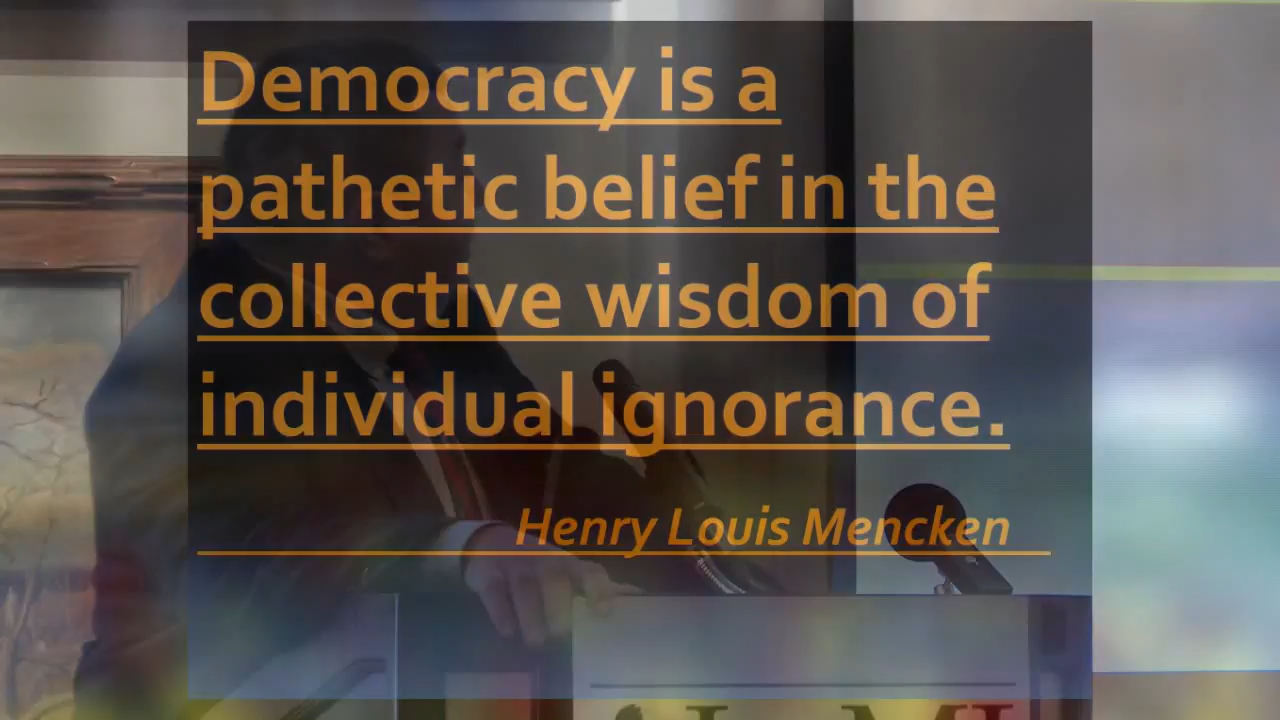 Democracy is a
pathetic belief in the
collective wisdom of
individual ignorance.
Henry Louis Mencken